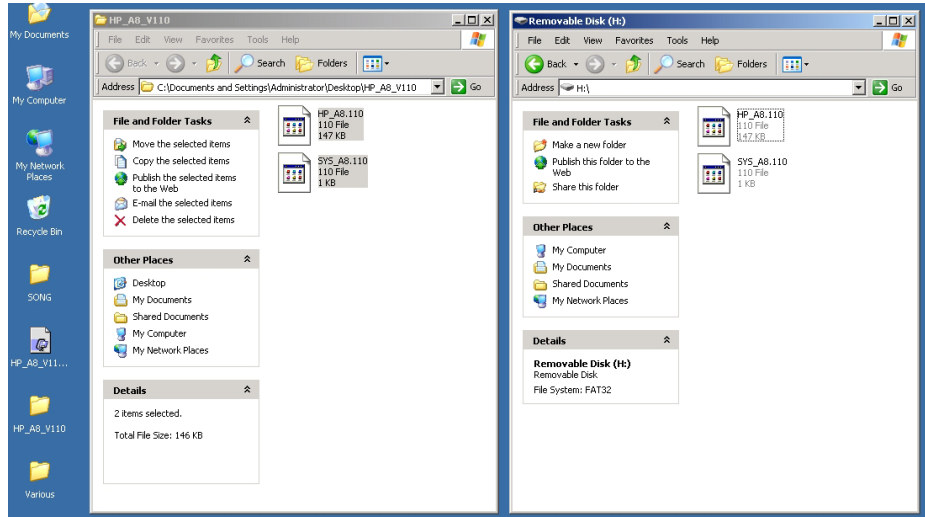 My Documents
My Computer
My Network
Places
Recycle Bin
SONG
HP_A8_V11...
HP_A8_V110
Various
HP_A8_V110
File Edit View Favorites Tools Help
Back Search Folders
Address C:\Documents and Settings\Administrator\Desktop\HP_A8_V110 Go
File and Folder Tasks
Move the selected items
Copy the selected items
Publish the selected items
to the Web
E-mail the selected items
Delete the selected items
Other Places
Desktop
My Documents
Shared Documents
My Computer
My Network Places
Details
2 items selected.
Total File Size: 146 KB
HP_A8.110
110 File
147 KB
SYS_A8.110
110 File
1 KB
Removable Disk (H:)
File Edit View Favorites Tools Help
Back Search Folders
Address H:\ Go
File and Folder Tasks
Make a new folder
Publish this folder to the
Web
Share this folder
Other Places
My Computer
My Documents
Shared Documents
My Network Places
Details
Removable Disk (H:)
Removable Disk
File System: FAT32
HP_A8.110
110 File
147 KB
SYS_A8.110
110 File
1 KB